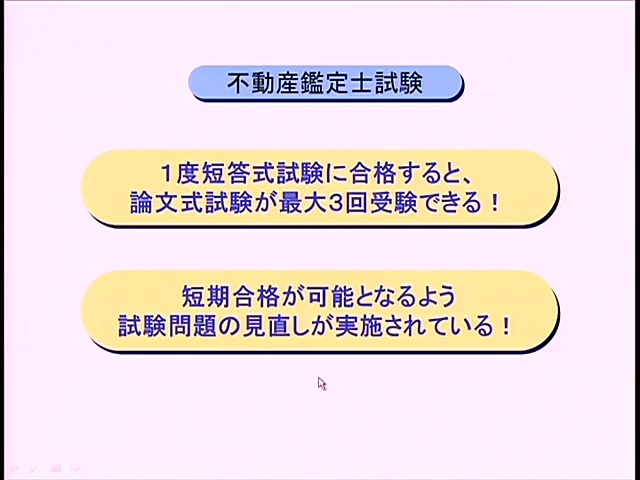 不動産鑑定士試験
１度短答式試験に合格すると、
論文式試験が最大３回受験できる！
短期合格が可能となるよう
試験問題の見直しが実施されている！